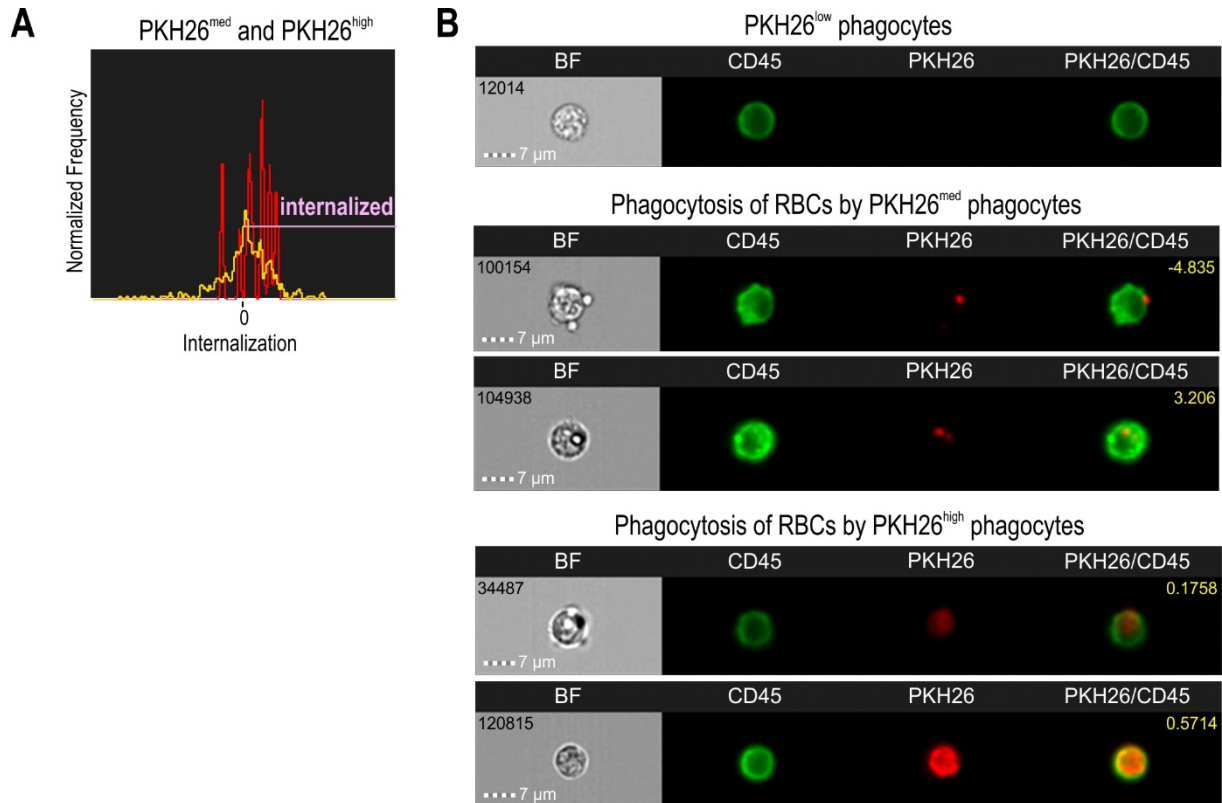 A
PKH26med and PKH26high
Normalized Frequency
internalized
0
Internalization
B
PKH26low phagocytes
BF CD45 PKH26 PKH26/CD45
12014
7 µm
Phagocytosis of RBCs by PKH26med phagocytes
BF CD45 PKH26 PKH26/CD45
100154 -4.835
7 µm
BF CD45 PKH26 PKH26/CD45
104938 3.206
7 µm
Phagocytosis of RBCs by PKH26high phagocytes
BF CD45 PKH26 PKH26/CD45
34487 0.1758
7 µm
BF CD45 PKH26 PKH26/CD45
120815 0.5714
7 µm